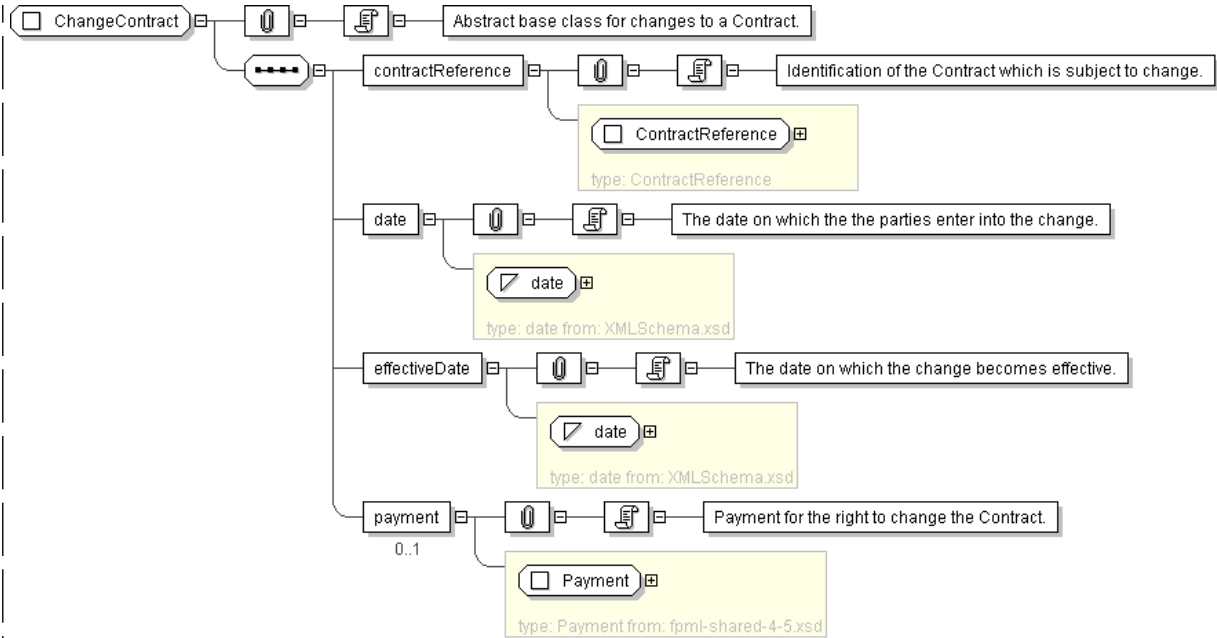 ChangeContract
Abstract base class for changes to a Contract.
contractReference
Identification of the Contract which is subject to change.
ContractReference
type: ContractReference
date
The date on which the the parties enter into the change.
date
type: date from: XMLSchema.xsd
effectiveDate
The date on which the change becomes effective.
date
type: date from: XMLSchema.xsd
payment
Payment for the right to change the Contract.
0..1
Payment
type: Payment from: fpml-shared-4-5.xsd